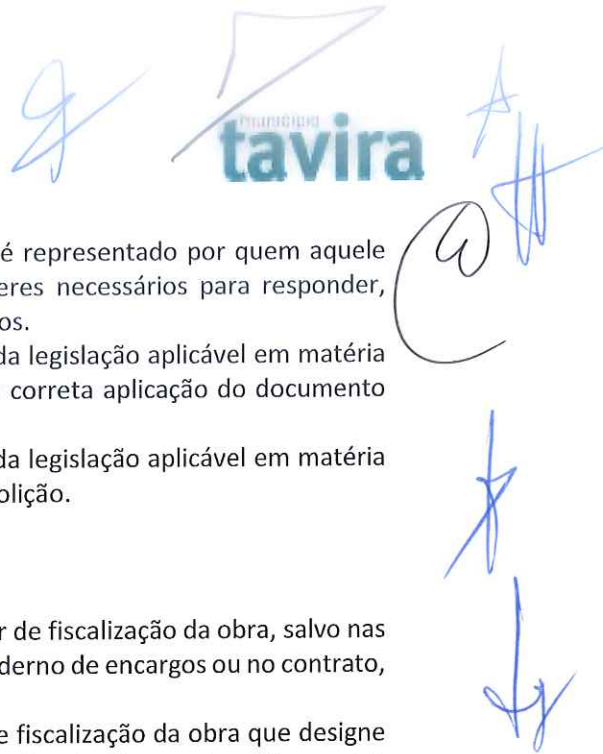 município
tavira
é representado por quem aquele
eres necessários para responder,
os.
da legislação aplicável em matéria
correta aplicação do documento
da legislação aplicável em matéria
olição.
r de fiscalização da obra, salvo nas
derno de encargos ou no contrato,
e fiscalização da obra que designe